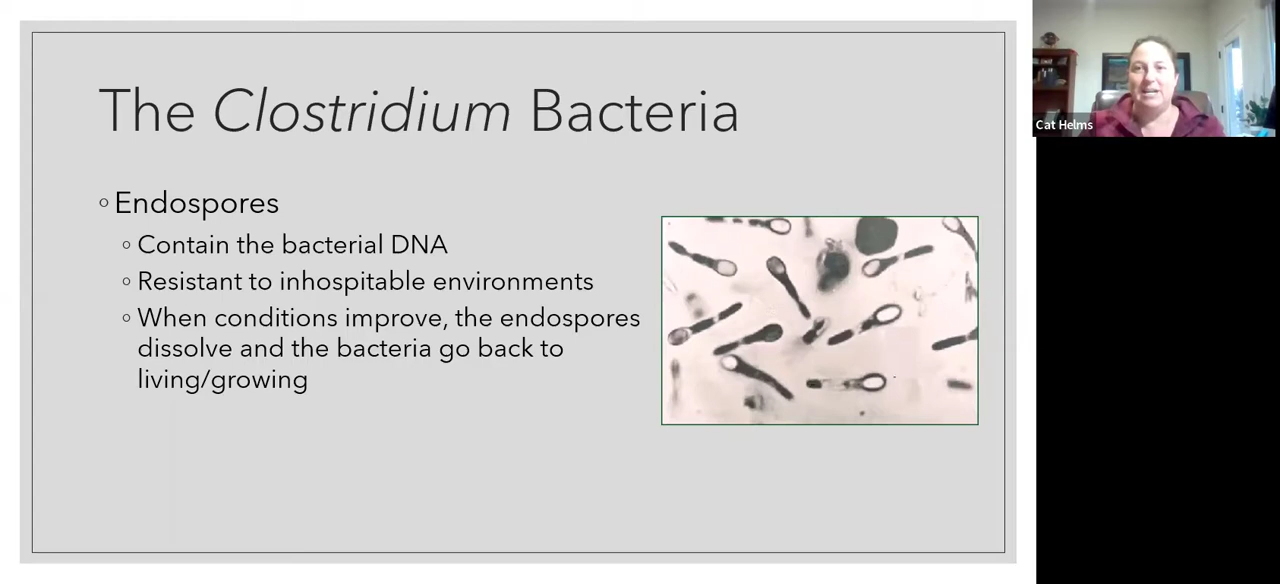 The Clostridium Bacteria
◦ Endospores
◦ Contain the bacterial DNA
◦ Resistant to inhospitable environments
◦ When conditions improve, the endospores
dissolve and the bacteria go back to
living/growing
Cat Helms